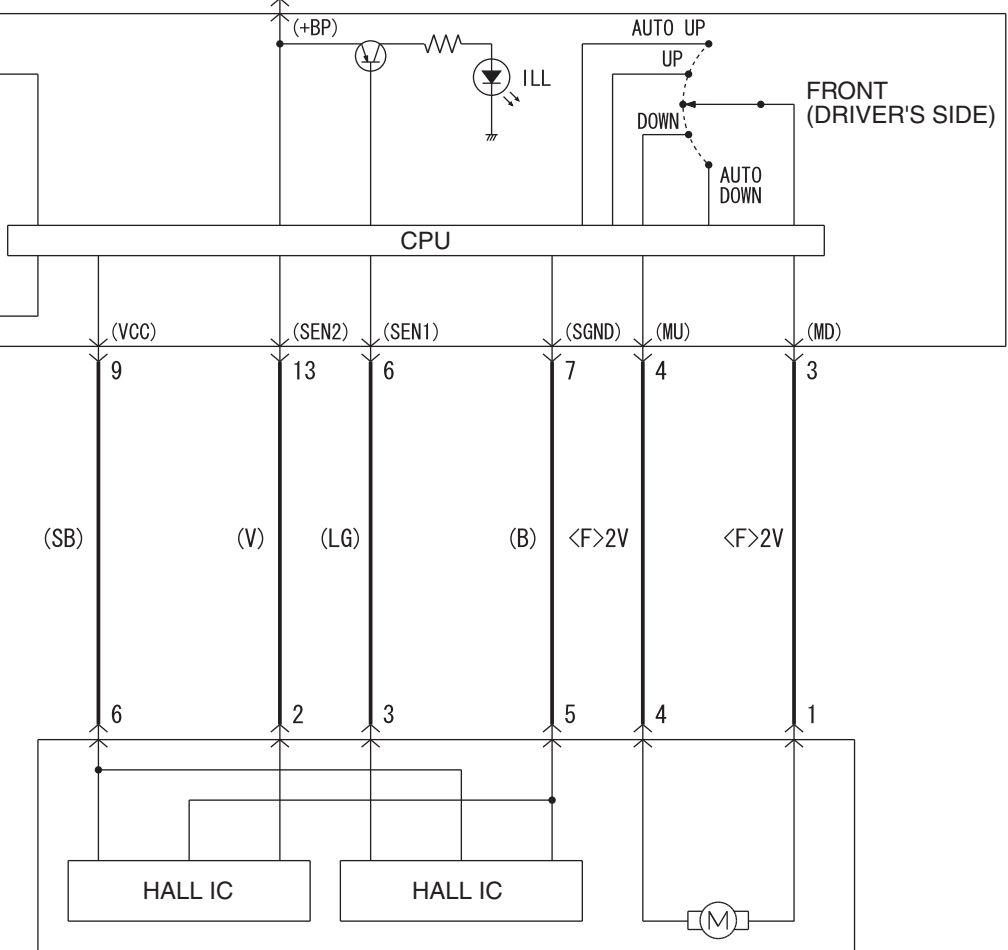 (+BP)
AUTO UP
UP
ILL
FRONT
(DRIVER'S SIDE)
DOWN
AUTO
DOWN
CPU
(VCC) (SEN2) (SEN1) (SGND) (MU) (MD)
9 13 6 7 4 3
(SB) (V) (LG) (B) <F>2V <F>2V
6 2 3 5 4 1
HALL IC HALL IC M